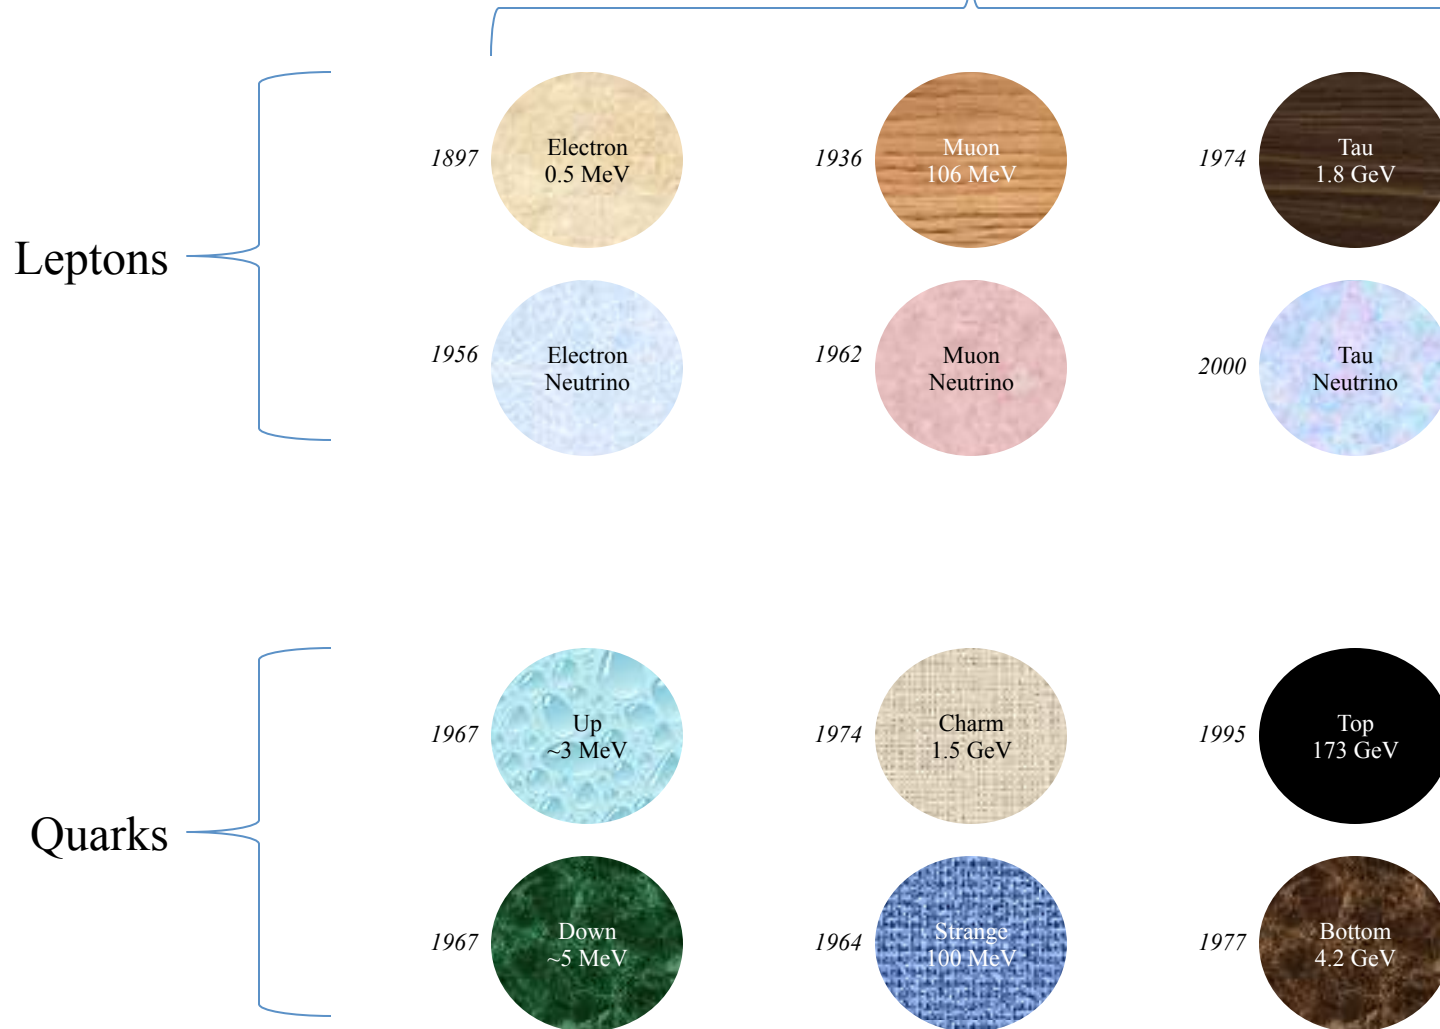 1897
Electron
0.5 MeV
1936
Muon
106 MeV
1974
Tau
1.8 GeV
Leptons
1956
Electron
Neutrino
1962
Muon
Neutrino
2000
Tau
Neutrino
1967
Up
~3 MeV
1974
Charm
1.5 GeV
1995
Top
173 GeV
Quarks
1967
Down
~5 MeV
1964
Strange
100 MeV
1977
Bottom
4.2 GeV